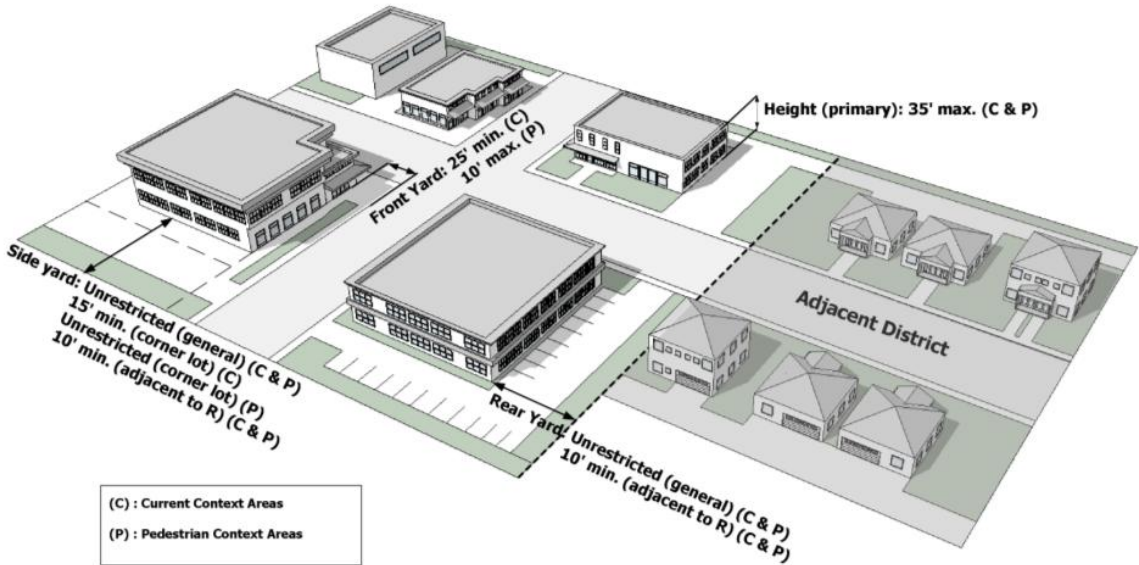 Height (primary): 35' max. (C & P)
Front Yard: 25' min. (C)
10' max. (P)
Side yard: Unrestricted (general) (C & P)
15' min. (corner lot) (C)
Unrestricted (corner lot) (P)
10' min. (adjacent to R) (C & P)
Adjacent District
Rear Yard: Unrestricted (general) (C & P)
10' min. (adjacent to R) (C & P)
(C) : Current Context Areas
(P) : Pedestrian Context Areas